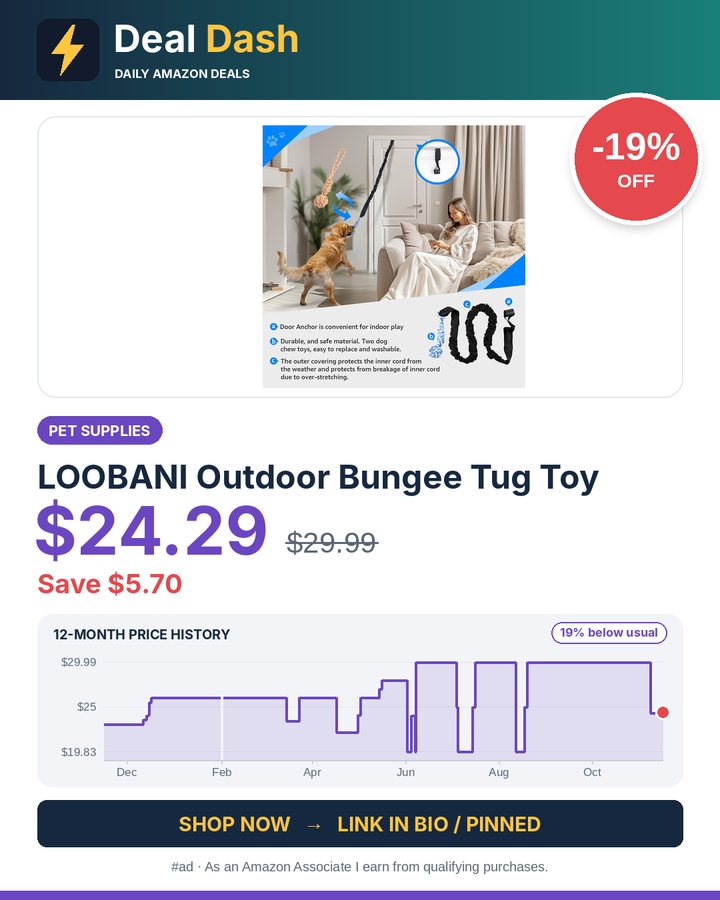 Deal Dash
DAILY AMAZON DEALS
-19%
OFF
a Door Anchor is convenient for indoor play
b Durable, and safe material. Two dog
chew toys, easy to replace and washable.
c The outer covering protects the inner cord from
the weather and protects from breakage of inner cord
due to over-stretching.
a
c
b
PET SUPPLIES
LOOBANI Outdoor Bungee Tug Toy
$24.29 $29.99
Save $5.70
12-MONTH PRICE HISTORY
19% below usual
$29.99
$25
$19.83
Dec Feb Apr Jun Aug Oct
SHOP NOW → LINK IN BIO / PINNED
#ad · As an Amazon Associate I earn from qualifying purchases.